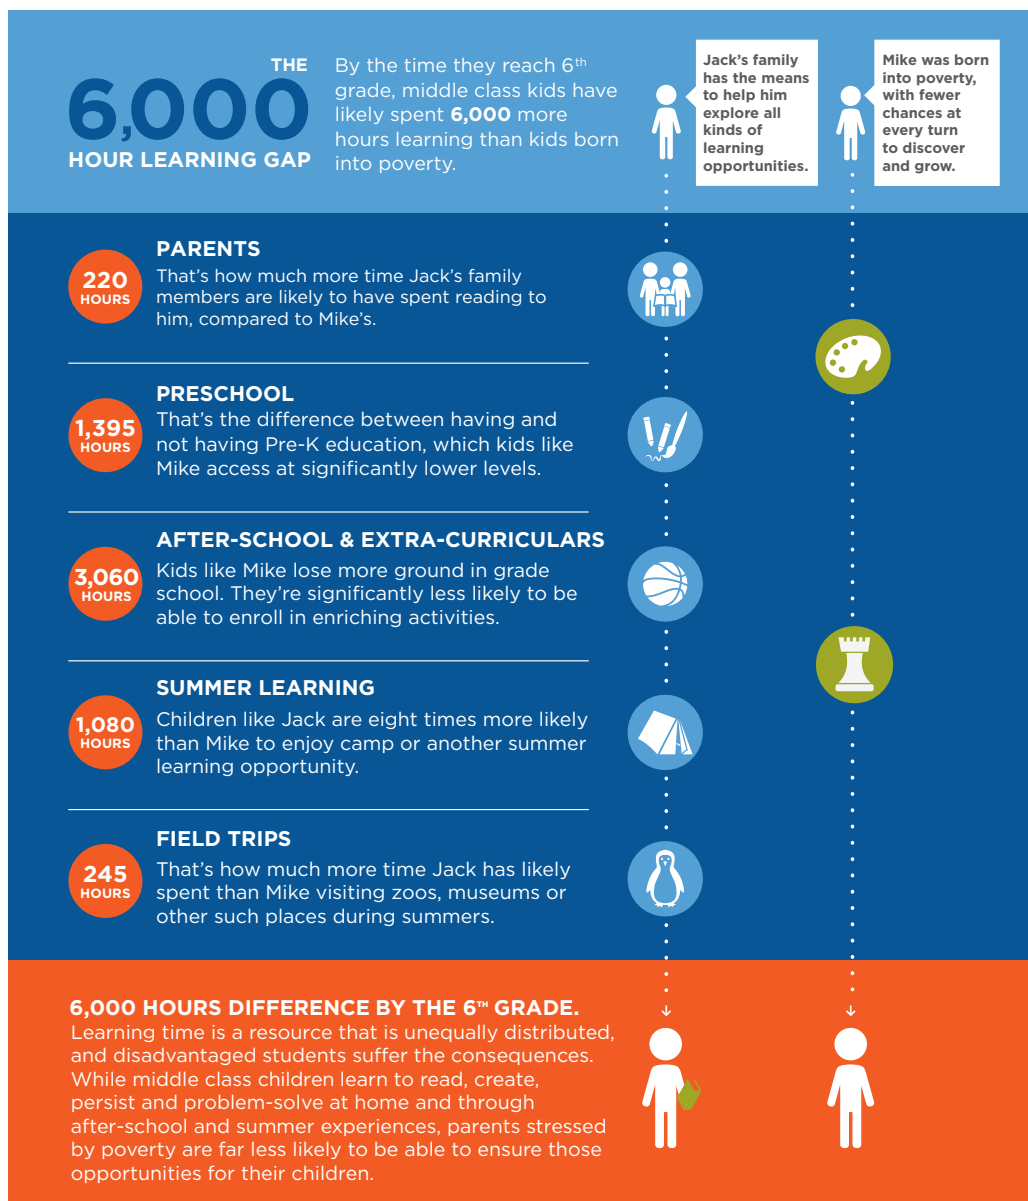 THE
6,000
HOUR LEARNING GAP
By the time they reach 6th
grade, middle class kids have
likely spent 6,000 more
hours learning than kids born
into poverty.
Jack's family
has the means
to help him
explore all
kinds of
learning
opportunities.
Mike was born
into poverty,
with fewer
chances at
every turn
to discover
and grow.
220
HOURS
PARENTS
That's how much more time Jack's family
members are likely to have spent reading to
him, compared to Mike's.
1,395
HOURS
PRESCHOOL
That's the difference between having and
not having Pre-K education, which kids like
Mike access at significantly lower levels.
3,060
HOURS
AFTER-SCHOOL & EXTRA-CURRICULARS
Kids like Mike lose more ground in grade
school. They're significantly less likely to be
able to enroll in enriching activities.
1,080
HOURS
SUMMER LEARNING
Children like Jack are eight times more likely
than Mike to enjoy camp or another summer
learning opportunity.
245
HOURS
FIELD TRIPS
That's how much more time Jack has likely
spent than Mike visiting zoos, museums or
other such places during summers.
6,000 HOURS DIFFERENCE BY THE 6TH GRADE.
Learning time is a resource that is unequally distributed,
and disadvantaged students suffer the consequences.
While middle class children learn to read, create,
persist and problem-solve at home and through
after-school and summer experiences, parents stressed
by poverty are far less likely to be able to ensure those
opportunities for their children.